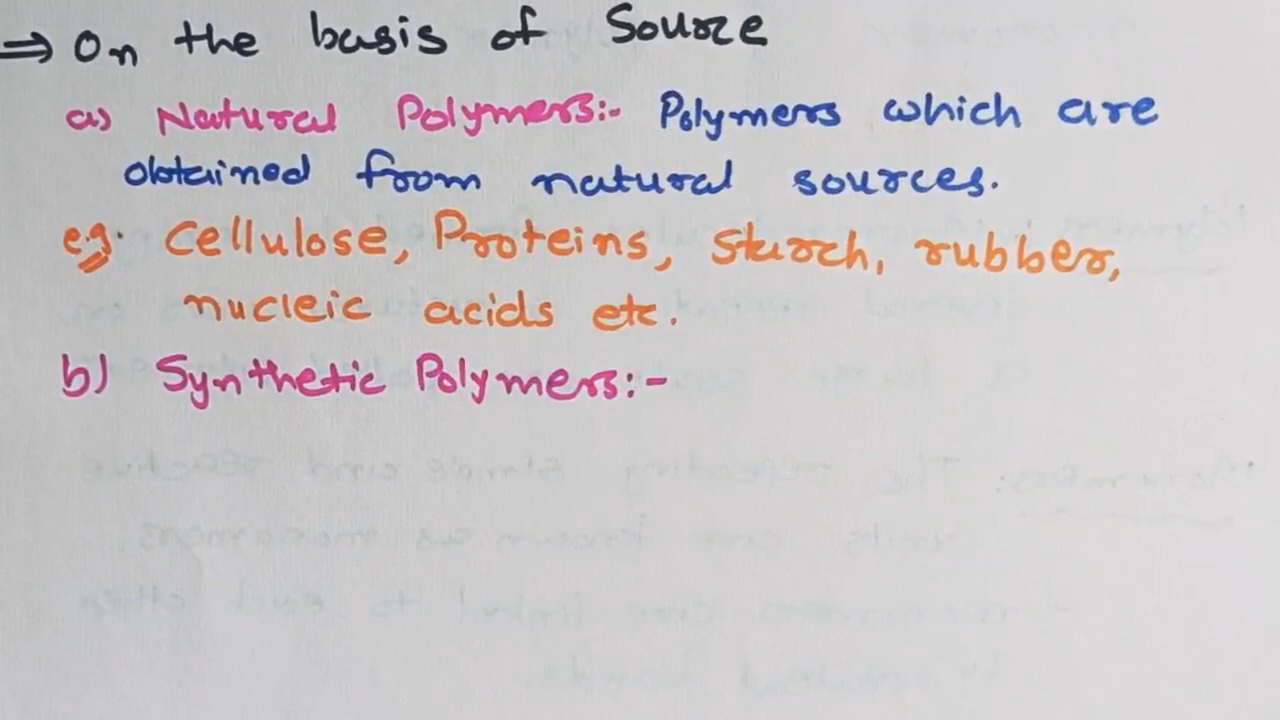 ⇒ On the basis of Source
a) Natural Polymers:- Polymers which are
obtained from natural sources.
e.g. Cellulose, Proteins, Starch, rubber,
nucleic acids etc.
b) Synthetic Polymers:-